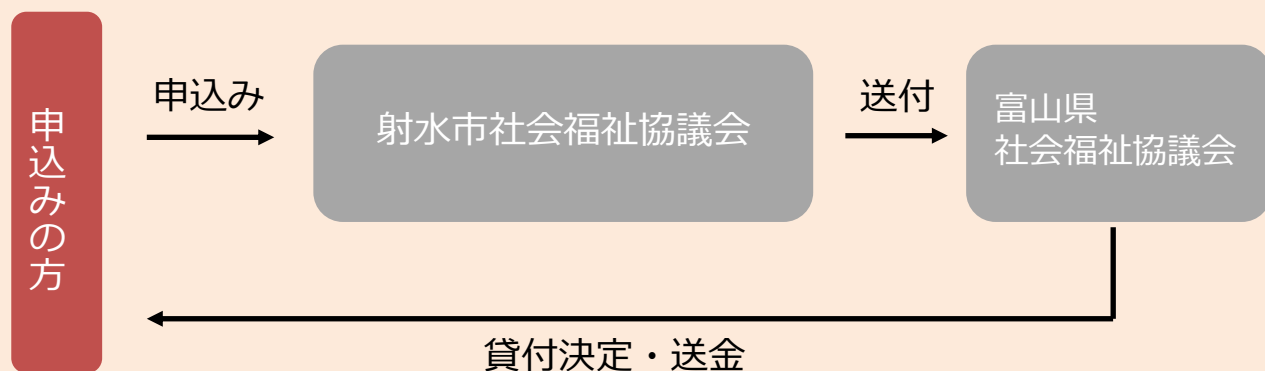 申込みの方
申込み
射水市社会福祉協議会
送付
富山県
社会福祉協議会
貸付決定・送金